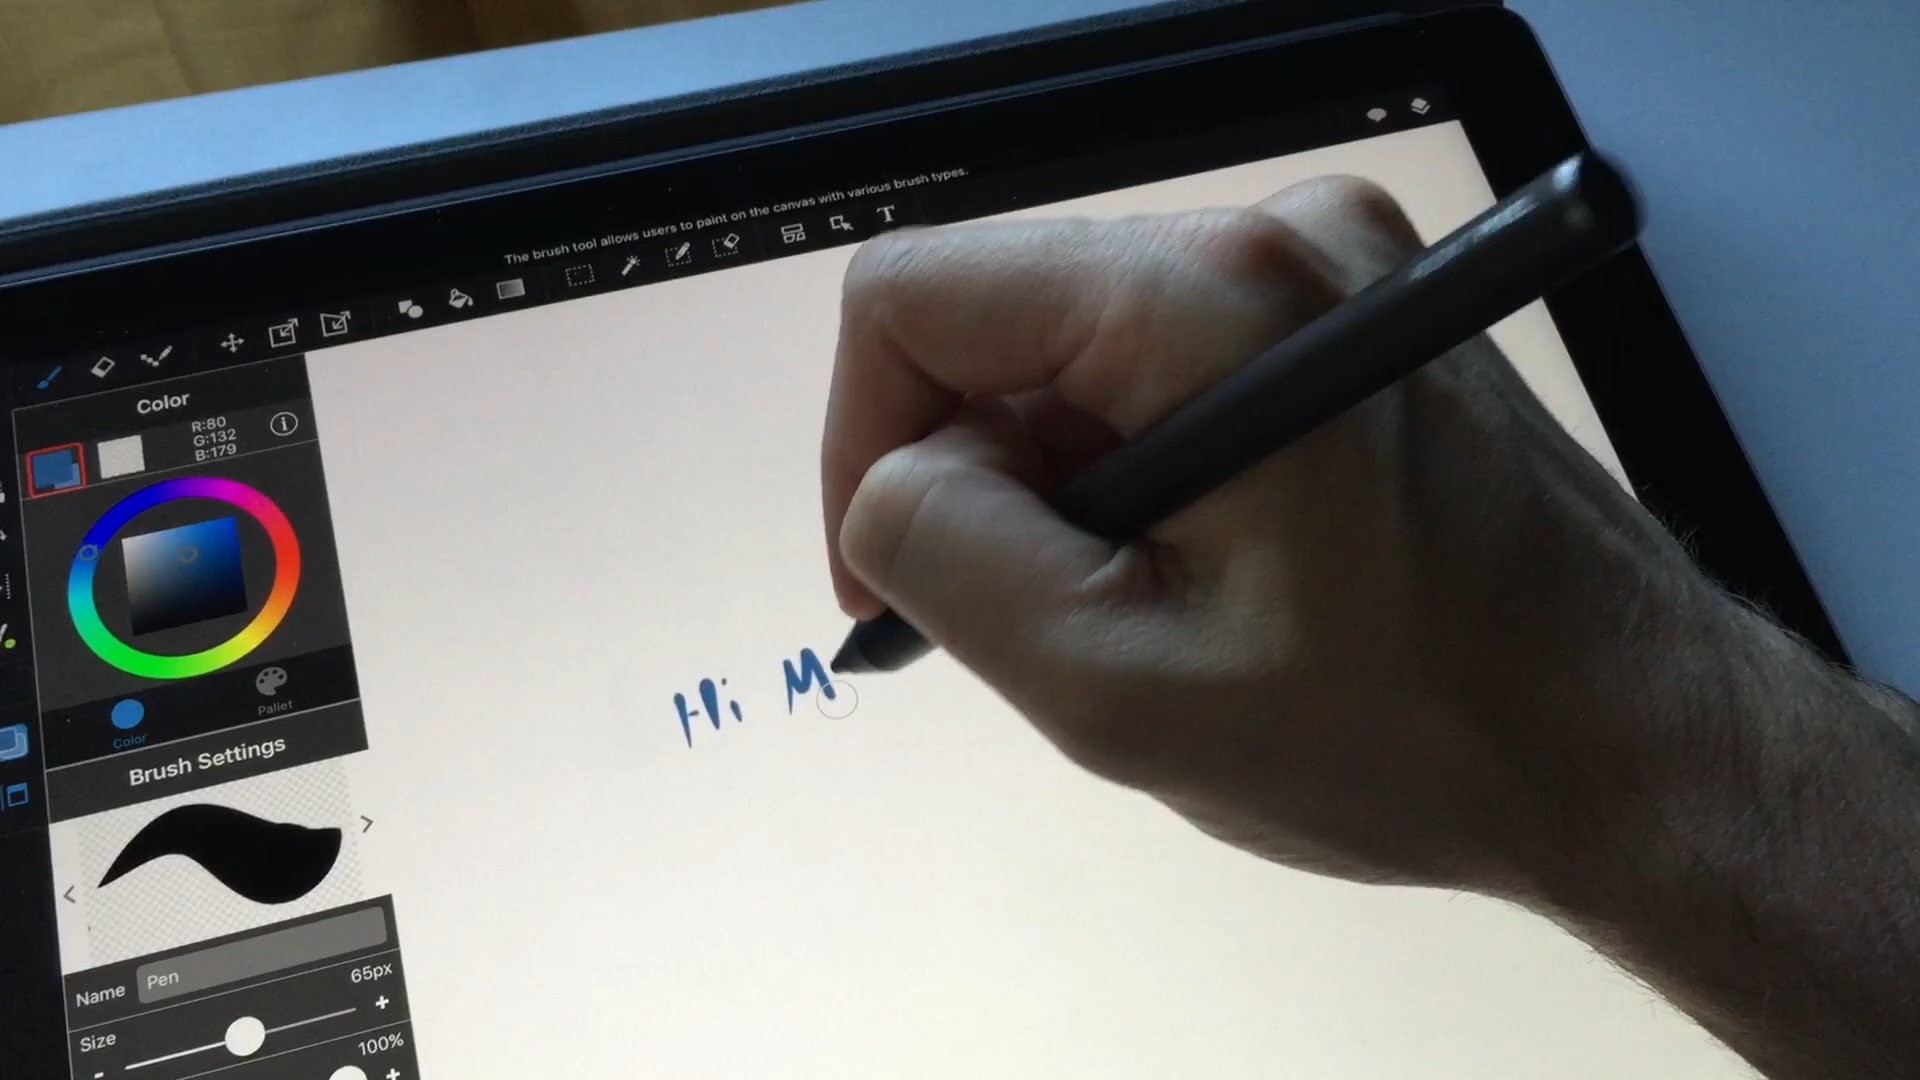 The brush tool allows users to paint on the canvas with various brush types.
T
Color
R:80
G:132
B:179
i
Color
Pallet
Brush Settings
Name Pen
65px
Size
- +
100%
+
Hi M